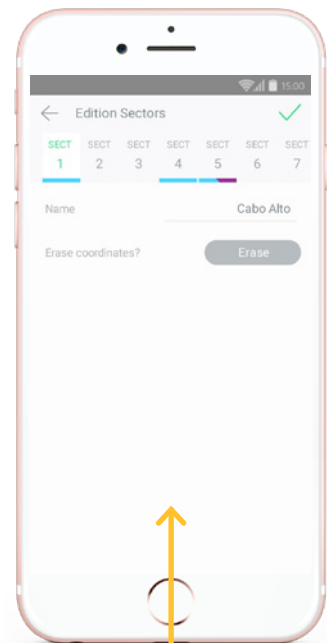 15.00
Edition Sectors
SECT SECT SECT SECT SECT SECT SECT
1 2 3 4 5 6 7
Name Cabo Alto
Erase coordinates? Erase